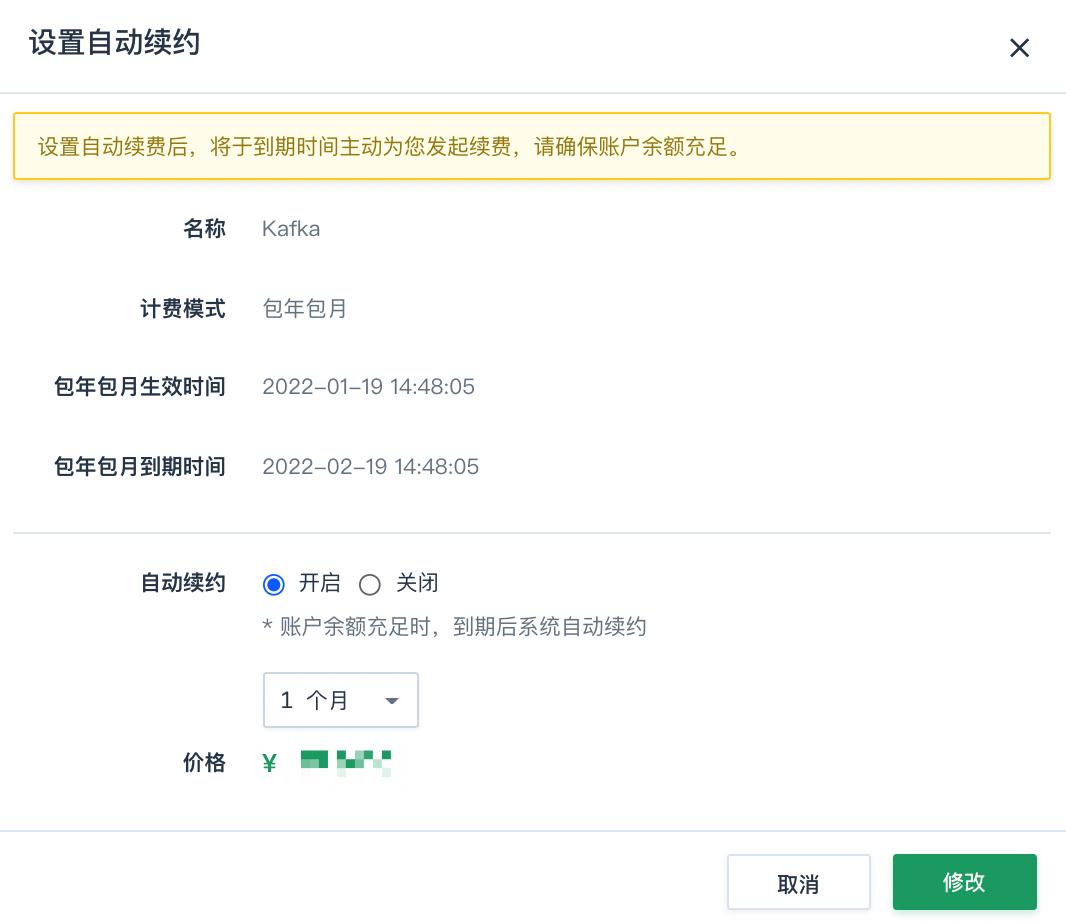 设置自动续约
设置自动续费后，将于到期时间主动为您发起续费，请确保账户余额充足。
名称 Kafka
计费模式 包年包月
包年包月生效时间 2022-01-19 14:48:05
包年包月到期时间 2022-02-19 14:48:05
自动续约 开启 关闭
* 账户余额充足时，到期后系统自动续约
1 个月
价格 ¥
取消 修改